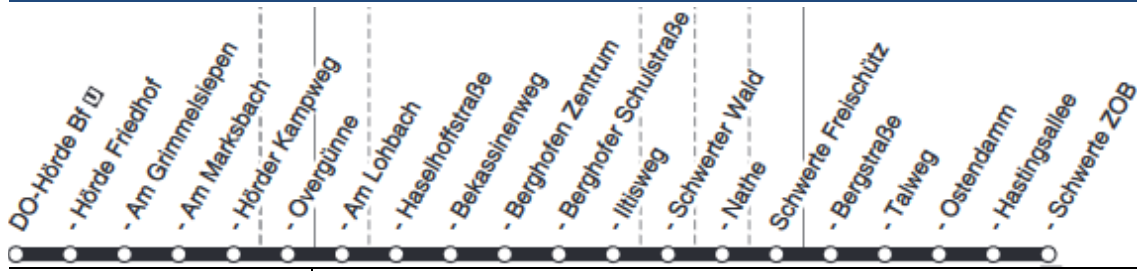 DO-Hörde Bf U
- Hörde Friedhof
- Am Grimmelsiepen
- Am Marksbach
- Hörder Kampweg
- Overgünne
- Am Lohbach
- Haselhoffstraße
- Bekassinenweg
- Berghofen Zentrum
- Berghofer Schulstraße
- Iltisweg
- Schwerter Wald
- Nathe
Schwerte Freischütz
- Bergstraße
- Talweg
- Ostendamm
- Hastingsallee
- Schwerte ZOB